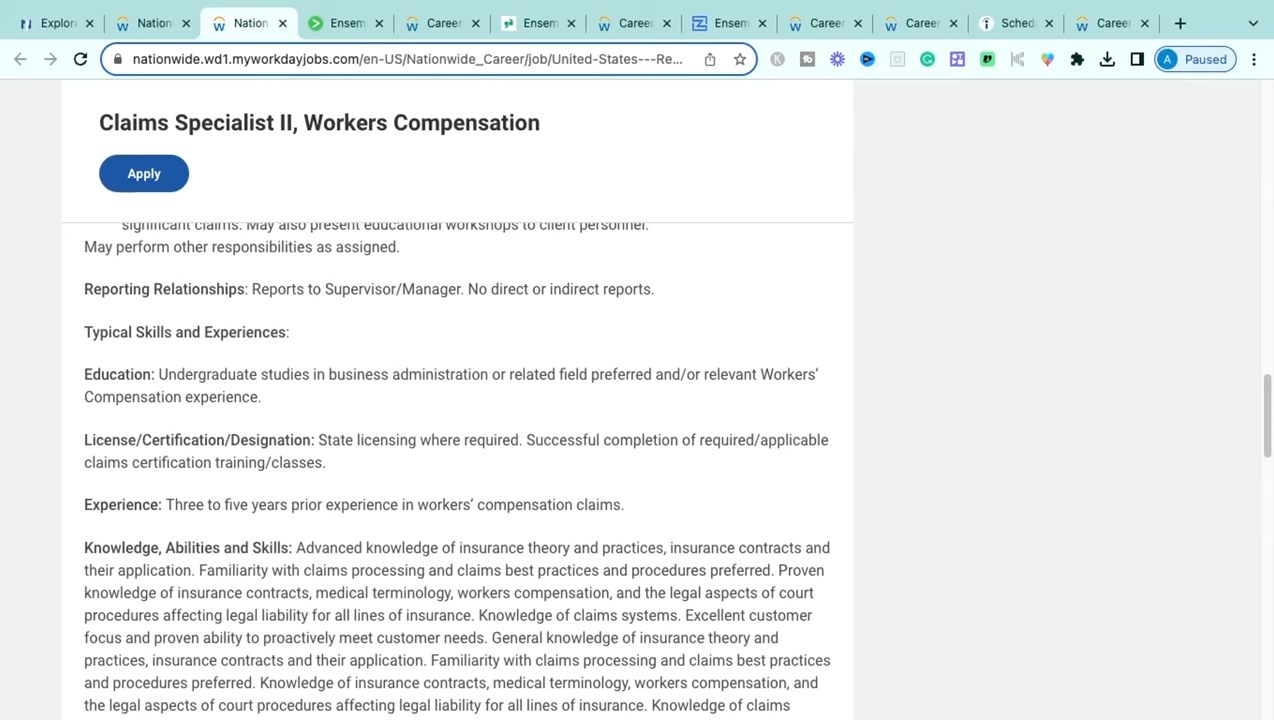 Explore
Nation
Nation
Ensem
Career
Ensem
Career
Ensem
Career
Career
Sched
Career
nationwide.wd1.myworkdayjobs.com/en-US/Nationwide_Career/job/United-States---Re...
A Paused
Claims Specialist II, Workers Compensation
Apply
significant claims. May also present educational workshops to client personnel.
May perform other responsibilities as assigned.
Reporting Relationships: Reports to Supervisor/Manager. No direct or indirect reports.
Typical Skills and Experiences:
Education: Undergraduate studies in business administration or related field preferred and/or relevant Workers’
Compensation experience.
License/Certification/Designation: State licensing where required. Successful completion of required/applicable
claims certification training/classes.
Experience: Three to five years prior experience in workers’ compensation claims.
Knowledge, Abilities and Skills: Advanced knowledge of insurance theory and practices, insurance contracts and
their application. Familiarity with claims processing and claims best practices and procedures preferred. Proven
knowledge of insurance contracts, medical terminology, workers compensation, and the legal aspects of court
procedures affecting legal liability for all lines of insurance. Knowledge of claims systems. Excellent customer
focus and proven ability to proactively meet customer needs. General knowledge of insurance theory and
practices, insurance contracts and their application. Familiarity with claims processing and claims best practices
and procedures preferred. Knowledge of insurance contracts, medical terminology, workers compensation, and
the legal aspects of court procedures affecting legal liability for all lines of insurance. Knowledge of claims